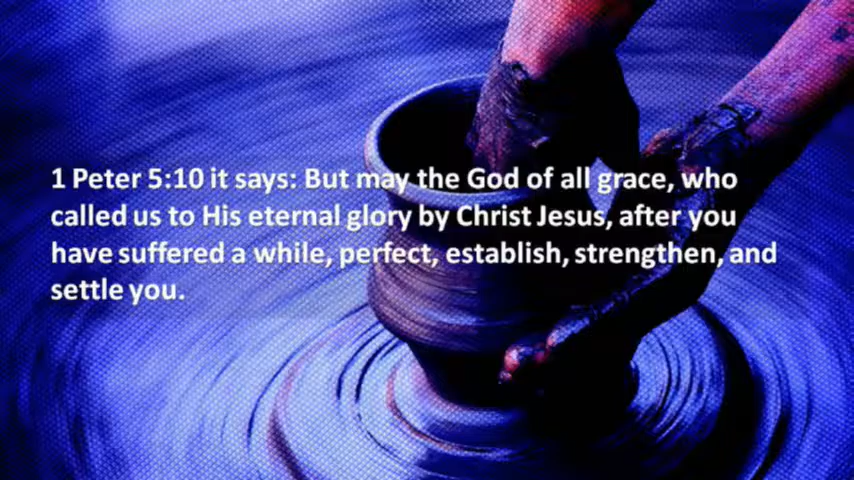 1 Peter 5:10 it says: But may the God of all grace, who
called us to His eternal glory by Christ Jesus, after you
have suffered a while, perfect, establish, strengthen, and
settle you.